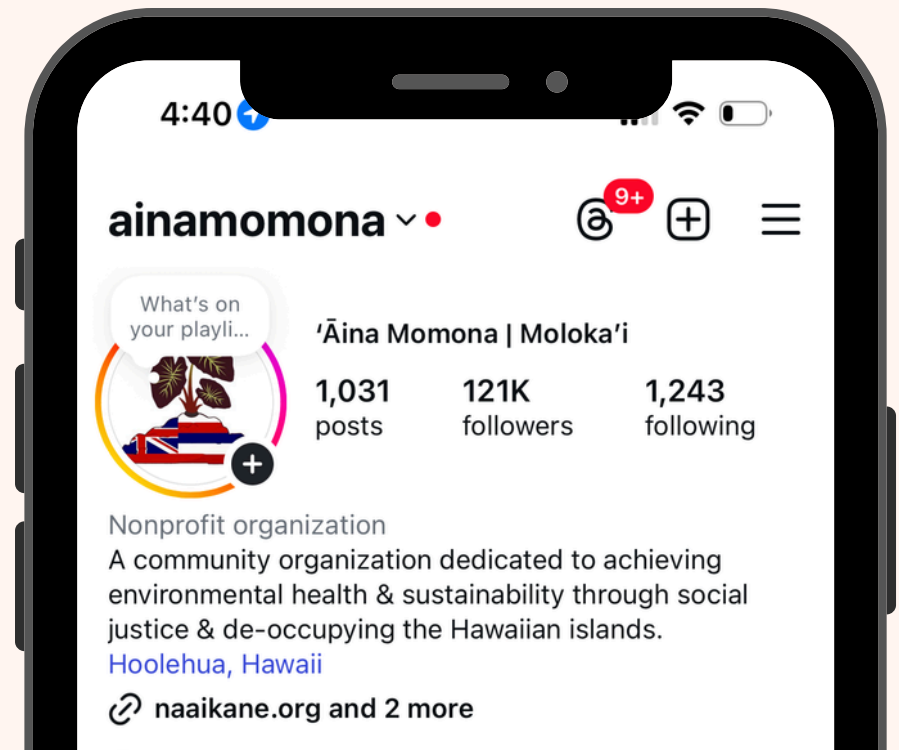 4:40
ainamomona
9+
What's on
your playli...
ʻĀina Momona | Molokaʻi
1,031 121K 1,243
posts followers following
Nonprofit organization
A community organization dedicated to achieving
environmental health & sustainability through social
justice & de-occupying the Hawaiian islands.
Hoolehua, Hawaii
naaikane.org and 2 more